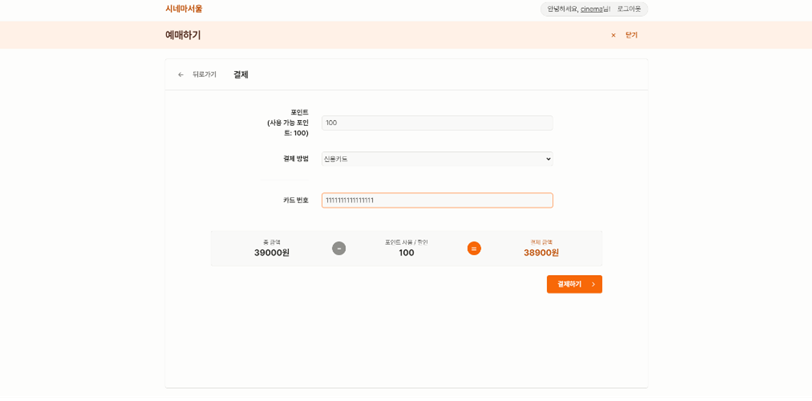 시네마서울
안녕하세요, cinema님! 로그아웃
예매하기
× 닫기
← 뒤로가기 결제
포인트
(사용 가능 포인
트: 100)
100
결제 방법
신용카드
카드 번호
1111111111111111
총 금액
39000원
-
포인트 사용 / 할인
100
=
결제 금액
38900원
결제하기 >